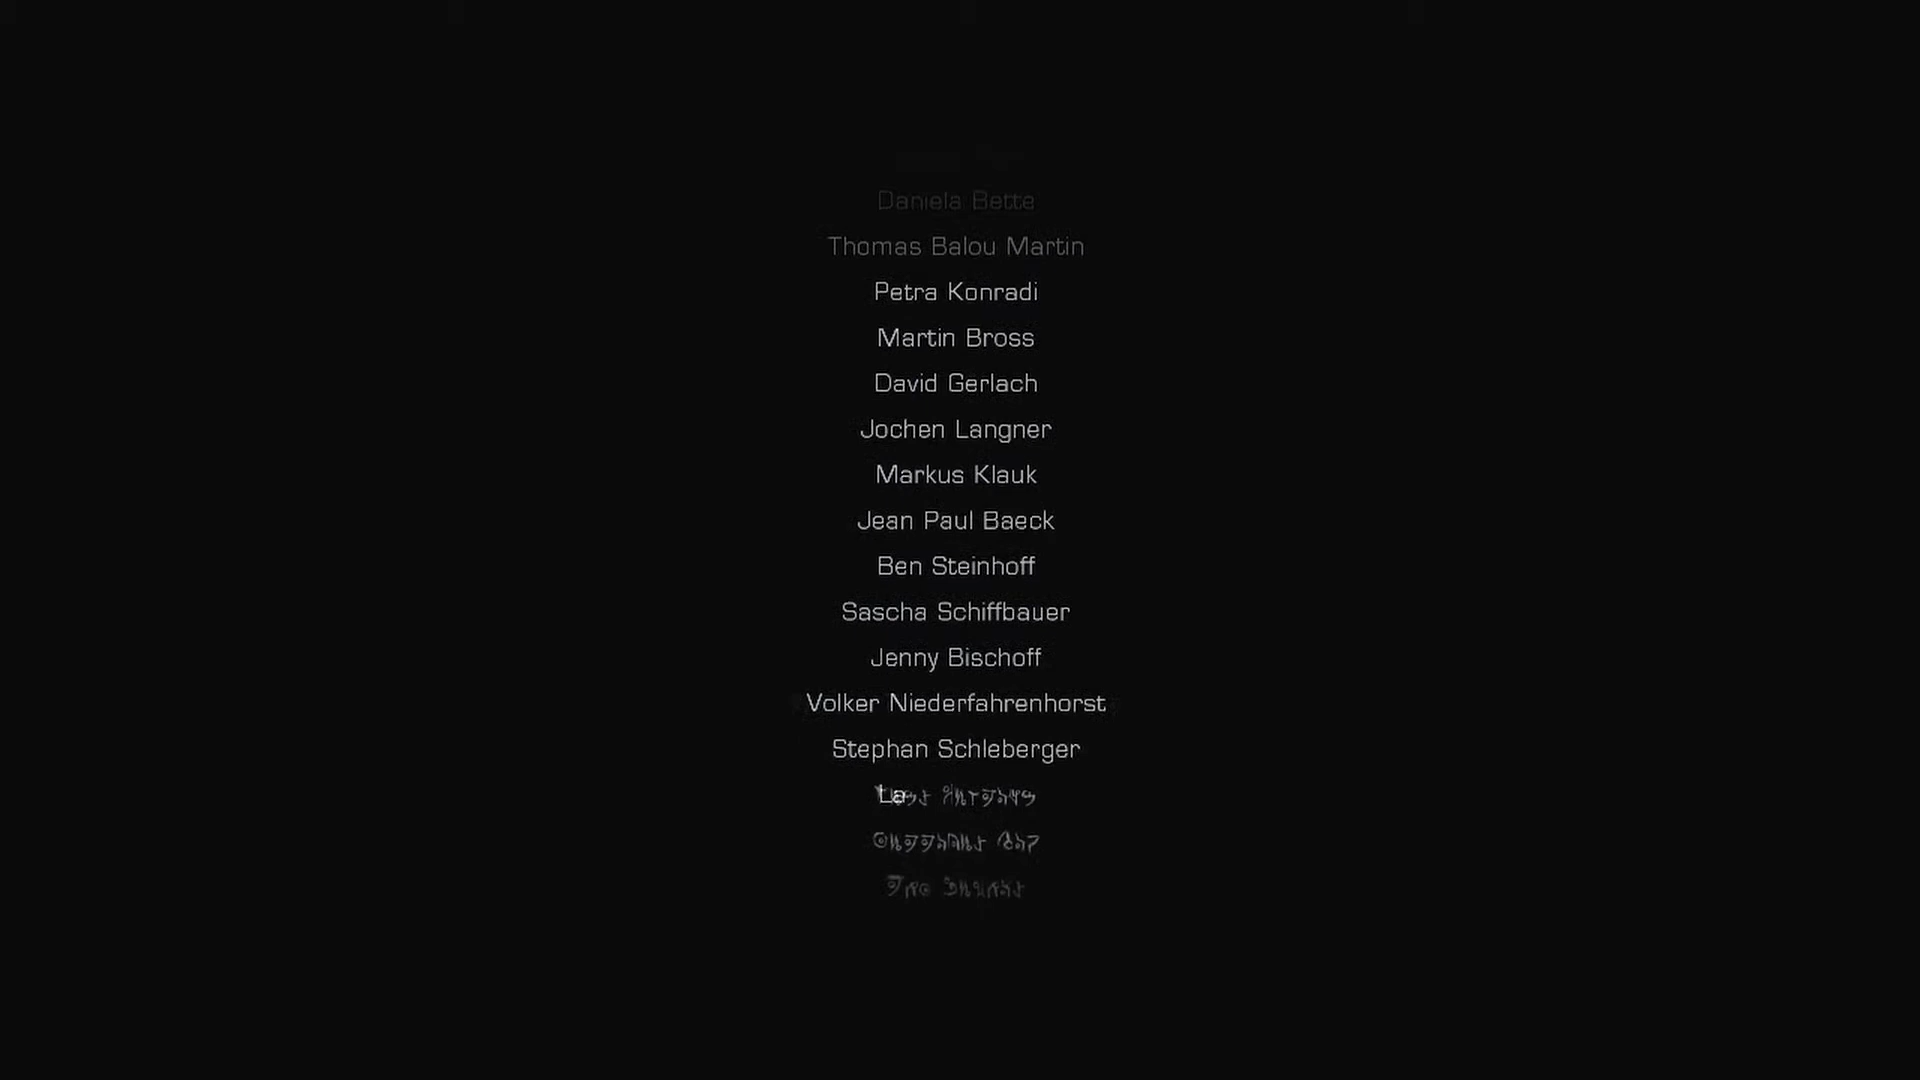 Daniela Bette
Thomas Balou Martin
Petra Konradi
Martin Bross
David Gerlach
Jochen Langner
Markus Klauk
Jean Paul Baeck
Ben Steinhoff
Sascha Schiffbauer
Jenny Bischoff
Volker Niederfahrenhorst
Stephan Schleberger